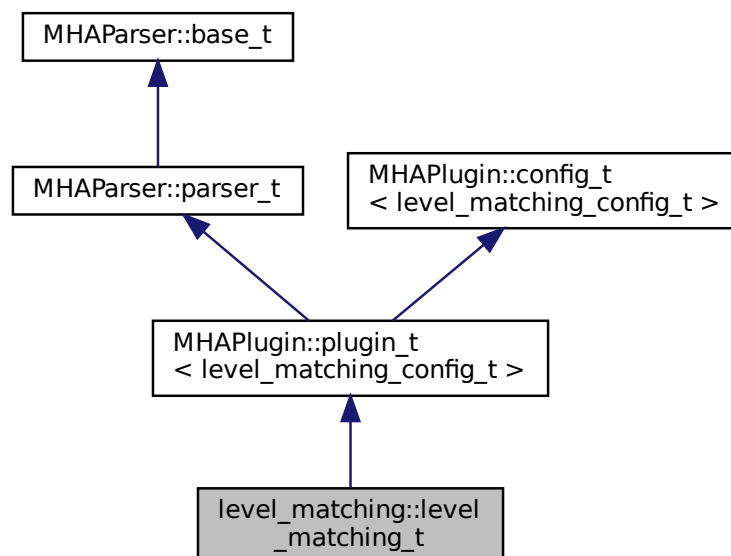 MHAParser::base_t
MHAParser::parser_t
MHAPlugin::config_t
< level_matching_config_t >
MHAPlugin::plugin_t
< level_matching_config_t >
level_matching::level
_matching_t